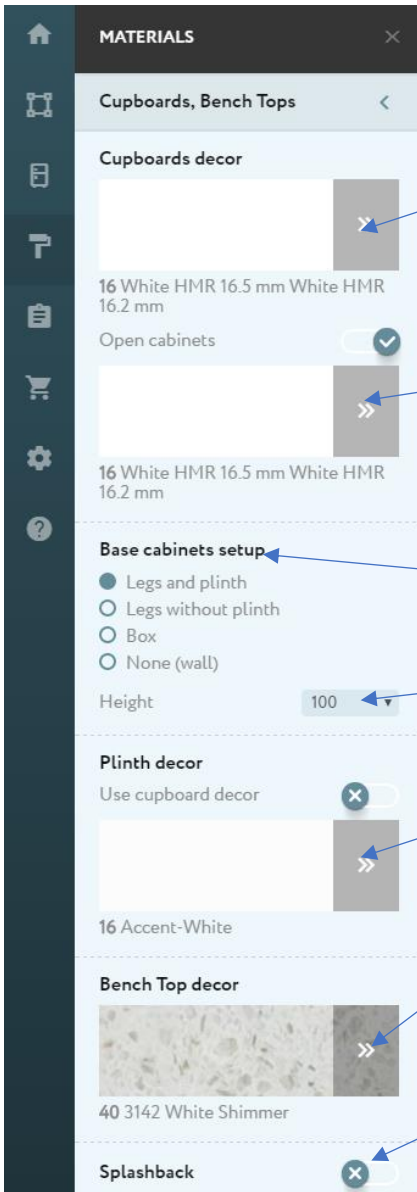 MATERIALS
Cupboards, Bench Tops
Cupboards decor
16 White HMR 16.5 mm White HMR
16.2 mm
Open cabinets
16 White HMR 16.5 mm White HMR
16.2 mm
Base cabinets setup
Legs and plinth
Legs without plinth
Box
None (wall)
Height 100
Plinth decor
Use cupboard decor
16 Accent-White
Bench Top decor
40 3142 White Shimmer
Splashback